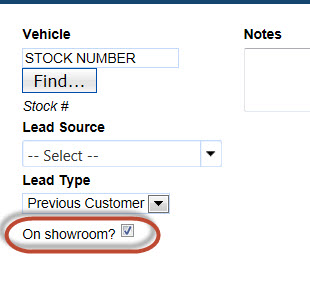 Vehicle
Notes
STOCK NUMBER
Find...
Stock #
Lead Source
-- Select --
Lead Type
Previous Customer
On showroom?